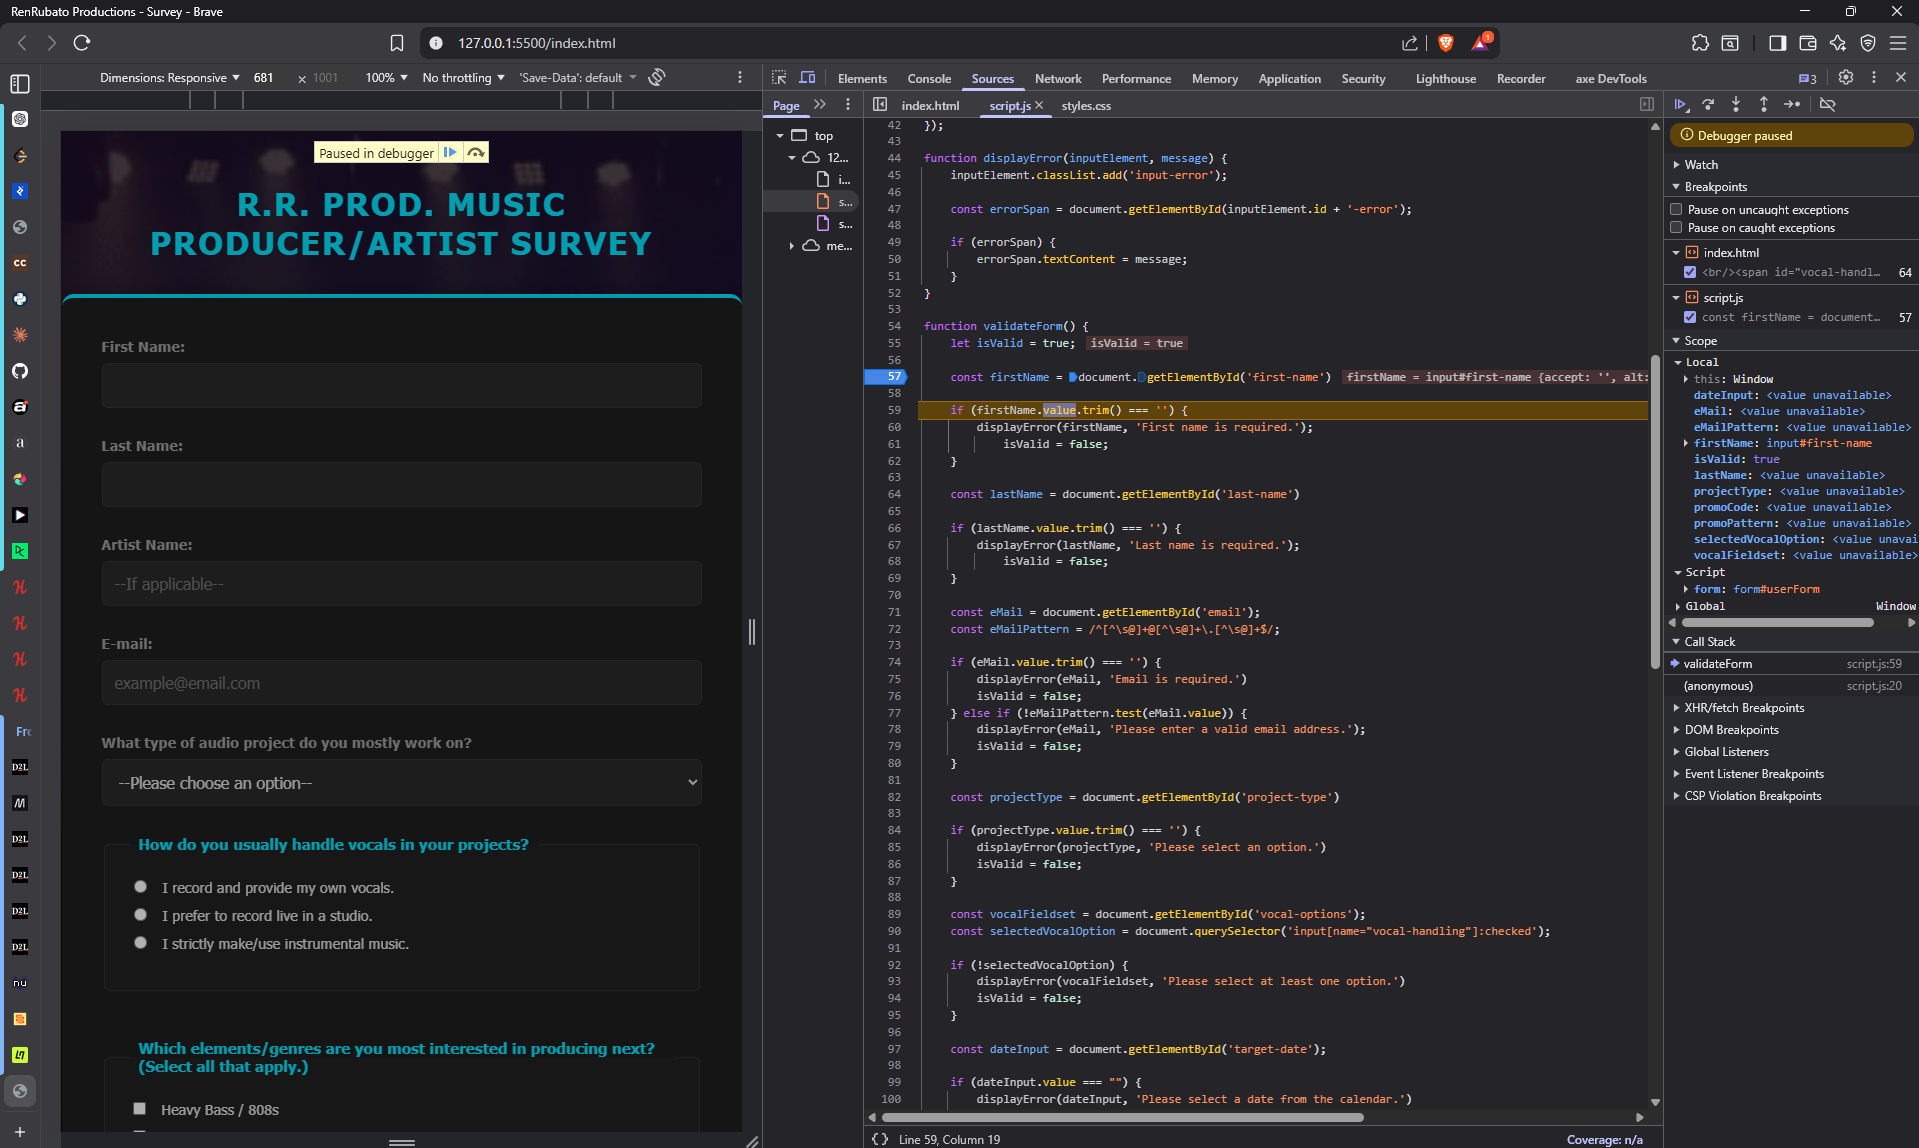 RenRubato Productions - Survey - Brave
127.0.0.1:5500/index.html
1
Dimensions: Responsive 681 x 1001 100% No throttling 'Save-Data': default
Elements Console Sources Network Performance Memory Application Security Lighthouse Recorder axe DevTools 3
Page
index.html script.js styles.css
top
12...
i...
s...
s...
me...
Paused in debugger
R.R. PROD. MUSIC
PRODUCER/ARTIST SURVEY
First Name:
Last Name:
Artist Name:
--If applicable--
E-mail:
example@email.com
What type of audio project do you mostly work on?
--Please choose an option--
How do you usually handle vocals in your projects?
I record and provide my own vocals.
I prefer to record live in a studio.
I strictly make/use instrumental music.
Which elements/genres are you most interested in producing next?
(Select all that apply.)
Heavy Bass / 808s
CC
a
Frc
D2L
M
D2L
D2L
D2L
D2L
nu
42 });
43
44 function displayError(inputElement, message) {
45 inputElement.classList.add('input-error');
46
47 const errorSpan = document.getElementById(inputElement.id + '-error');
48
49 if (errorSpan) {
50 errorSpan.textContent = message;
51 }
52 }
53
54 function validateForm() {
55 let isValid = true; isValid = true
56
57 const firstName = document.getElementById('first-name') firstName = input#first-name {accept: '', alt:
58
59 if (firstName.value.trim() === '') {
60 displayError(firstName, 'First name is required.');
61 isValid = false;
62 }
63
64 const lastName = document.getElementById('last-name')
65
66 if (lastName.value.trim() === '') {
67 displayError(lastName, 'Last name is required.');
68 isValid = false;
69 }
70
71 const eMail = document.getElementById('email');
72 const eMailPattern = /^[^\s@]+@[^\s@]+\.[^\s@]+$/;
73
74 if (eMail.value.trim() === '') {
75 displayError(eMail, 'Email is required.')
76 isValid = false;
77 } else if (!eMailPattern.test(eMail.value)) {
78 displayError(eMail, 'Please enter a valid email address.');
79 isValid = false;
80 }
81
82 const projectType = document.getElementById('project-type')
83
84 if (projectType.value.trim() === '') {
85 displayError(projectType, 'Please select an option.')
86 isValid = false;
87 }
88
89 const vocalFieldset = document.getElementById('vocal-options');
90 const selectedVocalOption = document.querySelector('input[name="vocal-handling"]:checked');
91
92 if (!selectedVocalOption) {
93 displayError(vocalFieldset, 'Please select at least one option.')
94 isValid = false;
95 }
96
97 const dateInput = document.getElementById('target-date');
98
99 if (dateInput.value === "") {
100 displayError(dateInput, 'Please select a date from the calendar.')
{} Line 59, Column 19 Coverage: n/a
Debugger paused
Watch
Breakpoints
Pause on uncaught exceptions
Pause on caught exceptions
index.html
<br/><span id="vocal-handl... 64
script.js
const firstName = document... 57
Scope
Local
this: Window
dateInput: <value unavailable>
eMail: <value unavailable>
eMailPattern: <value unavailable>
firstName: input#first-name
isValid: true
lastName: <value unavailable>
projectType: <value unavailable>
promoCode: <value unavailable>
promoPattern: <value unavailable>
selectedVocalOption: <value unavai
vocalFieldset: <value unavailable>
Script
form: form#userForm
Global Window
Call Stack
validateForm script.js:59
(anonymous) script.js:20
XHR/fetch Breakpoints
DOM Breakpoints
Global Listeners
Event Listener Breakpoints
CSP Violation Breakpoints